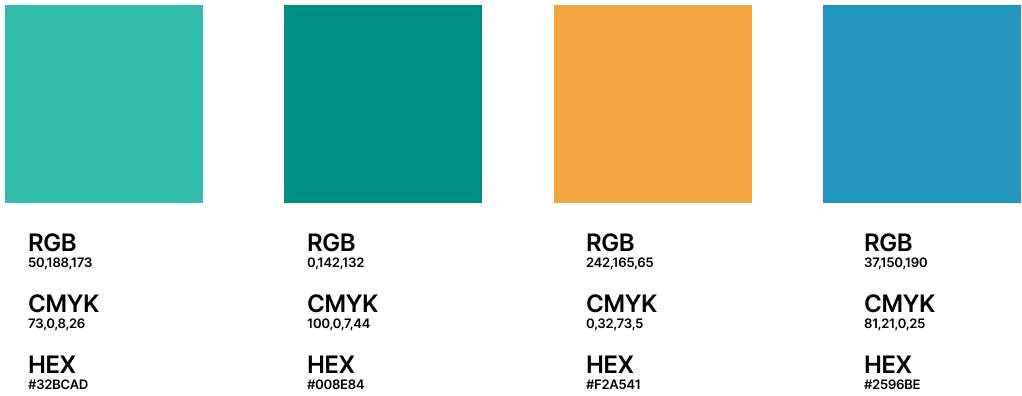 RGB
50,188,173
CMYK
73,0,8,26
HEX
#32BCAD
RGB
0,142,132
CMYK
100,0,7,44
HEX
#008E84
RGB
242,165,65
CMYK
0,32,73,5
HEX
#F2A541
RGB
37,150,190
CMYK
81,21,0,25
HEX
#2596BE